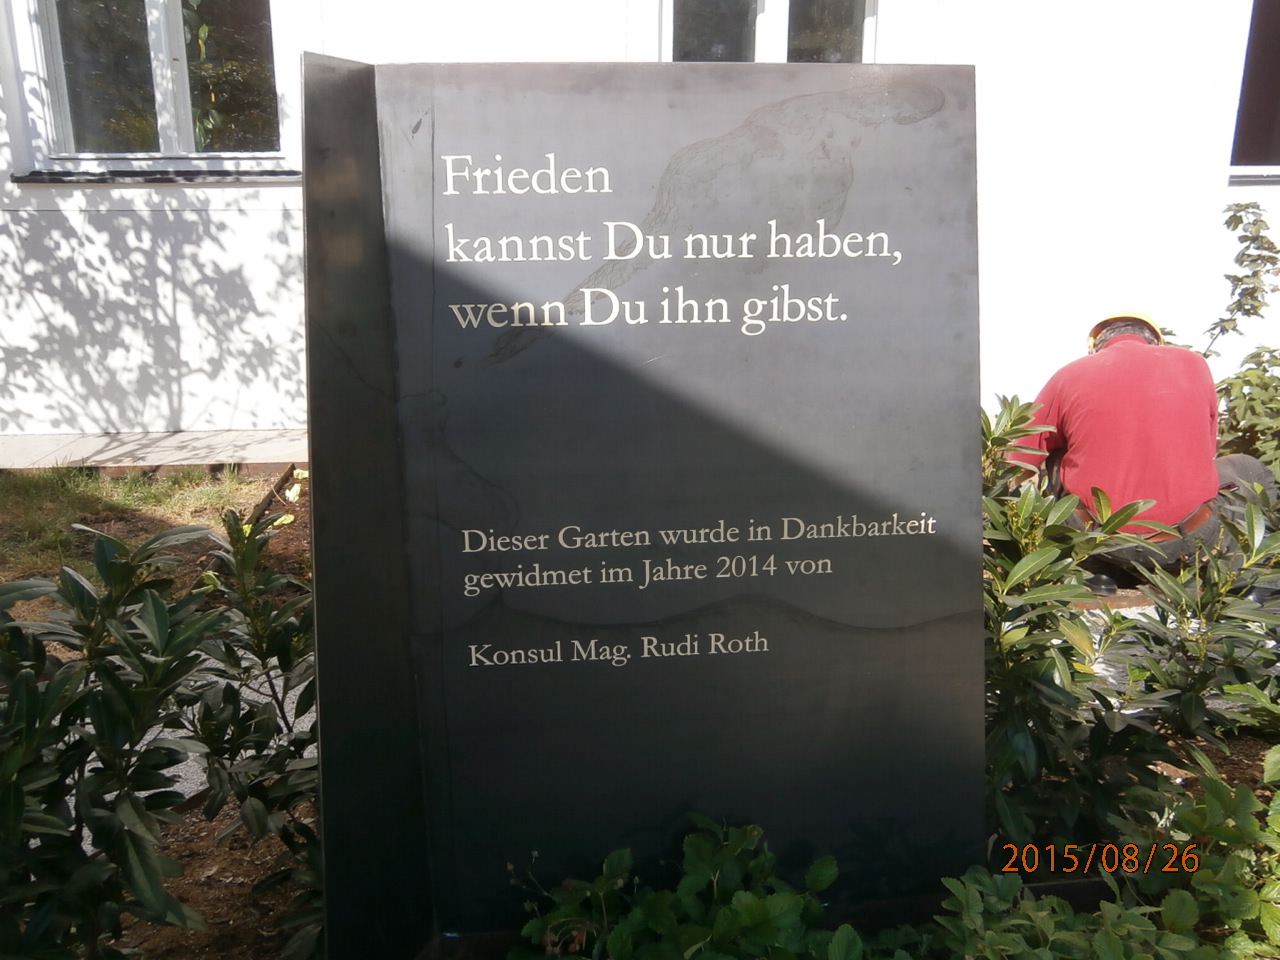 Frieden
kannst Du nur haben,
wenn Du ihn gibst.
Dieser Garten wurde in Dankbarkeit
gewidmet im Jahre 2014 von
Konsul Mag. Rudi Roth
2015/08/26